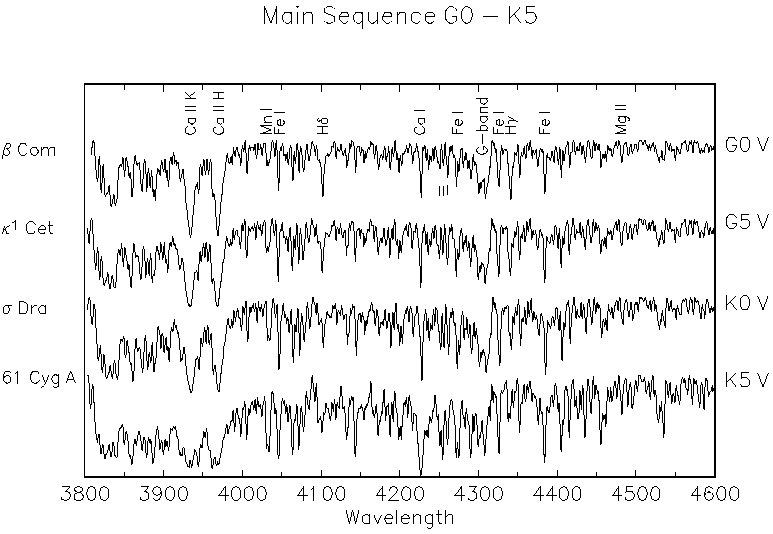 Main Sequence G0 – K5
Ca II K
Ca II H
Mn I
Fe I
Hδ
Ca I
Fe I
G–band
Fe I
Hγ
Fe I
Mg II
β Com
G0 V
κ¹ Cet
G5 V
σ Dra
K0 V
61 Cyg A
K5 V
3800 3900 4000 4100 4200 4300 4400 4500 4600
Wavelength